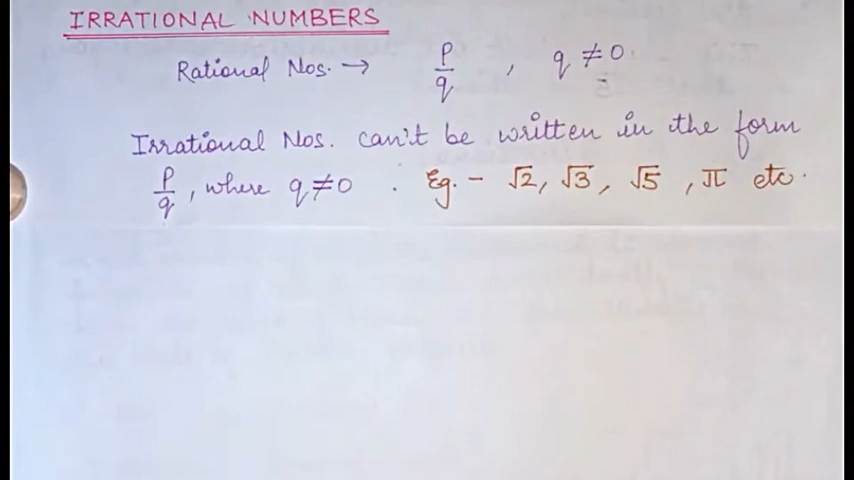 IRRATIONAL NUMBERS
Rational Nos. → p/q , q ≠ 0.
Irrational Nos. can't be written in the form
p/q , where q ≠ 0 . Eg. - √2, √3, √5 , π etc.